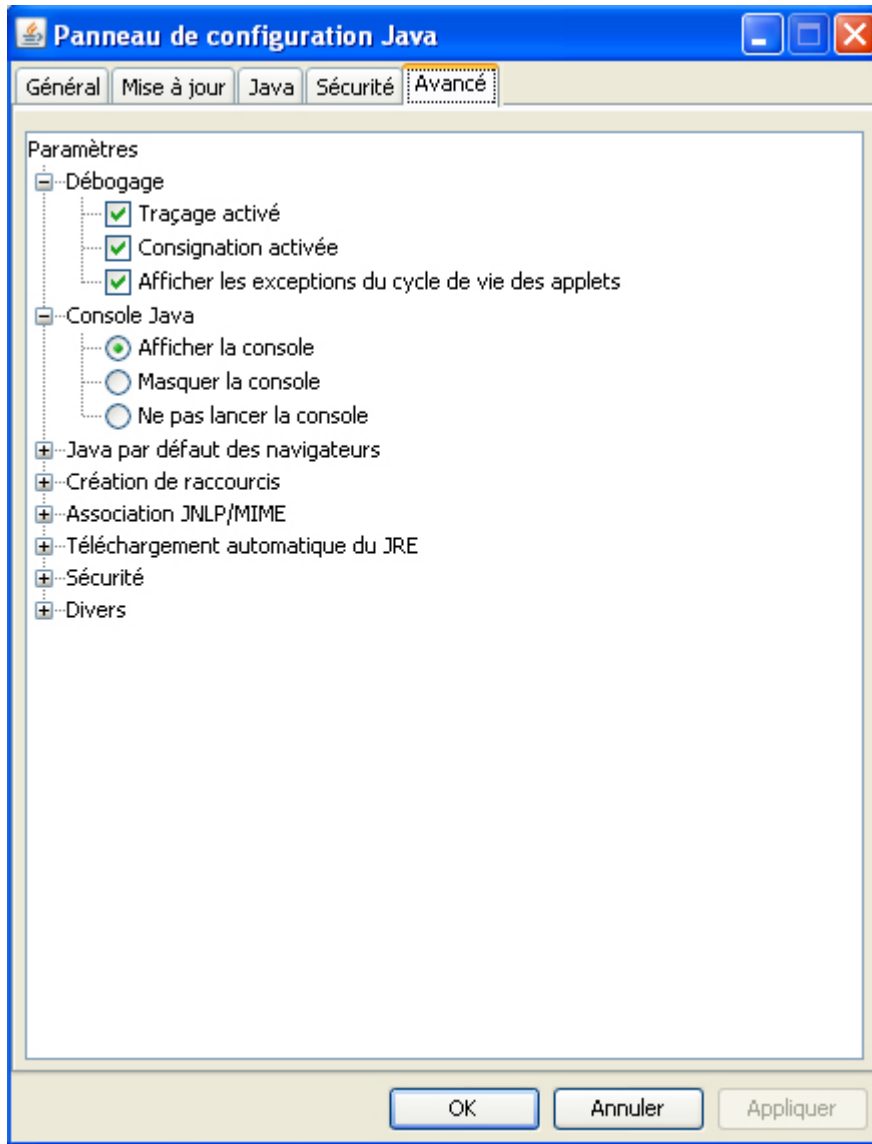 Panneau de configuration Java
Général Mise à jour Java Sécurité Avancé
Paramètres
Débogage
Traçage activé
Consignation activée
Afficher les exceptions du cycle de vie des applets
Console Java
Afficher la console
Masquer la console
Ne pas lancer la console
Java par défaut des navigateurs
Création de raccourcis
Association JNLP/MIME
Téléchargement automatique du JRE
Sécurité
Divers
OK Annuler Appliquer